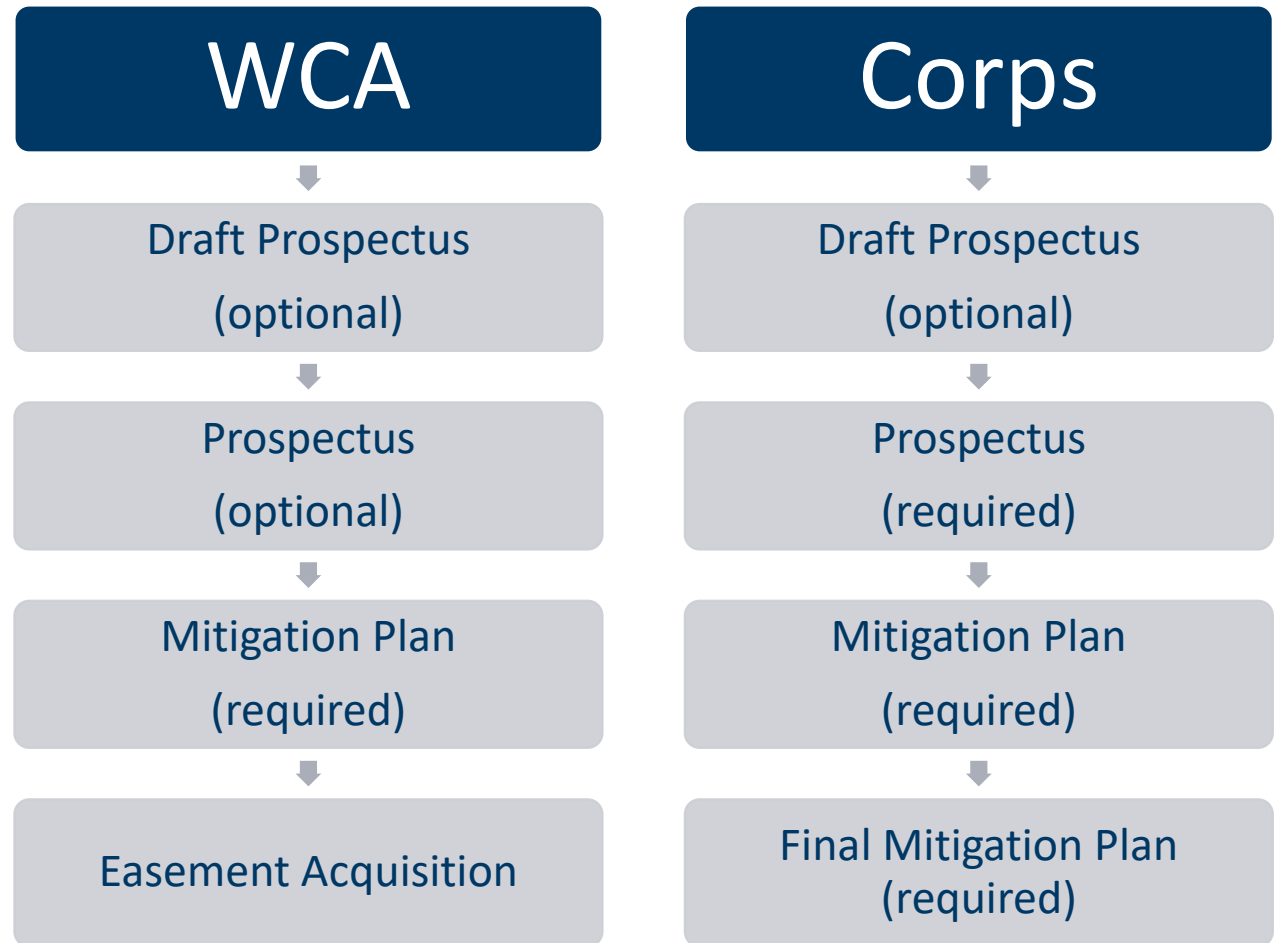 WCA
Draft Prospectus
(optional)
Prospectus
(optional)
Mitigation Plan
(required)
Easement Acquisition
Corps
Draft Prospectus
(optional)
Prospectus
(required)
Mitigation Plan
(required)
Final Mitigation Plan
(required)